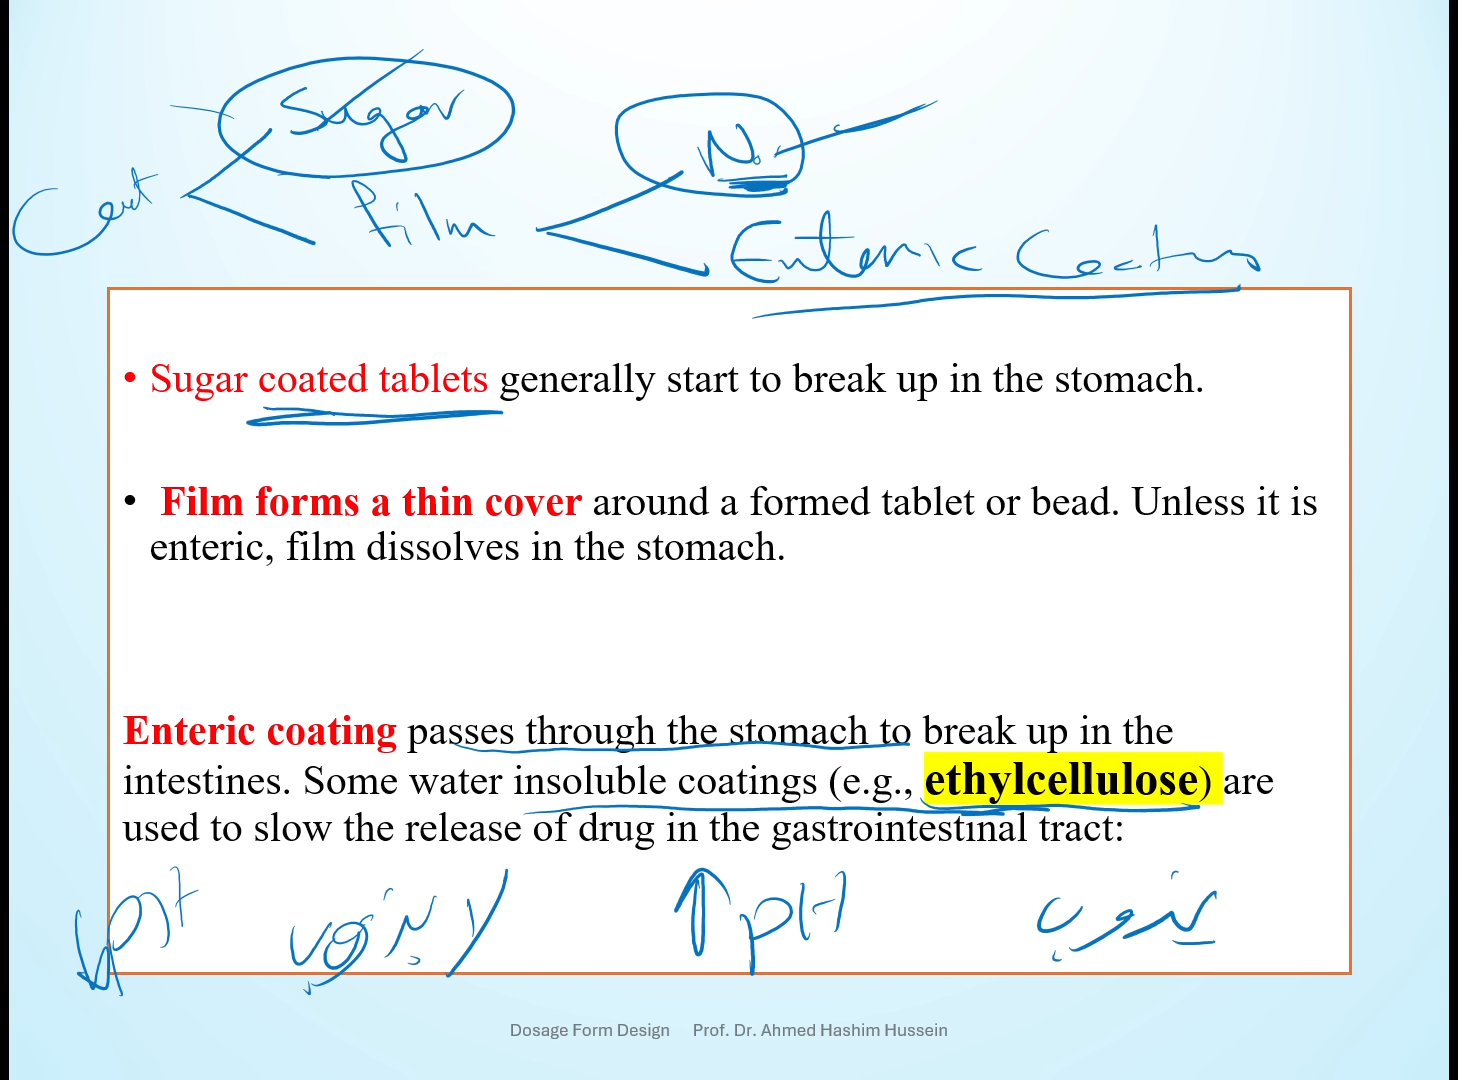 Sugar
N.
Coat
film
Enteric Coating
• Sugar coated tablets generally start to break up in the stomach.
• Film forms a thin cover around a formed tablet or bead. Unless it is
enteric, film dissolves in the stomach.
Enteric coating passes through the stomach to break up in the
intestines. Some water insoluble coatings (e.g., ethylcellulose) are
used to slow the release of drug in the gastrointestinal tract:
↑ pH
لا يذوب
يذوب
Dosage Form Design Prof. Dr. Ahmed Hashim Hussein